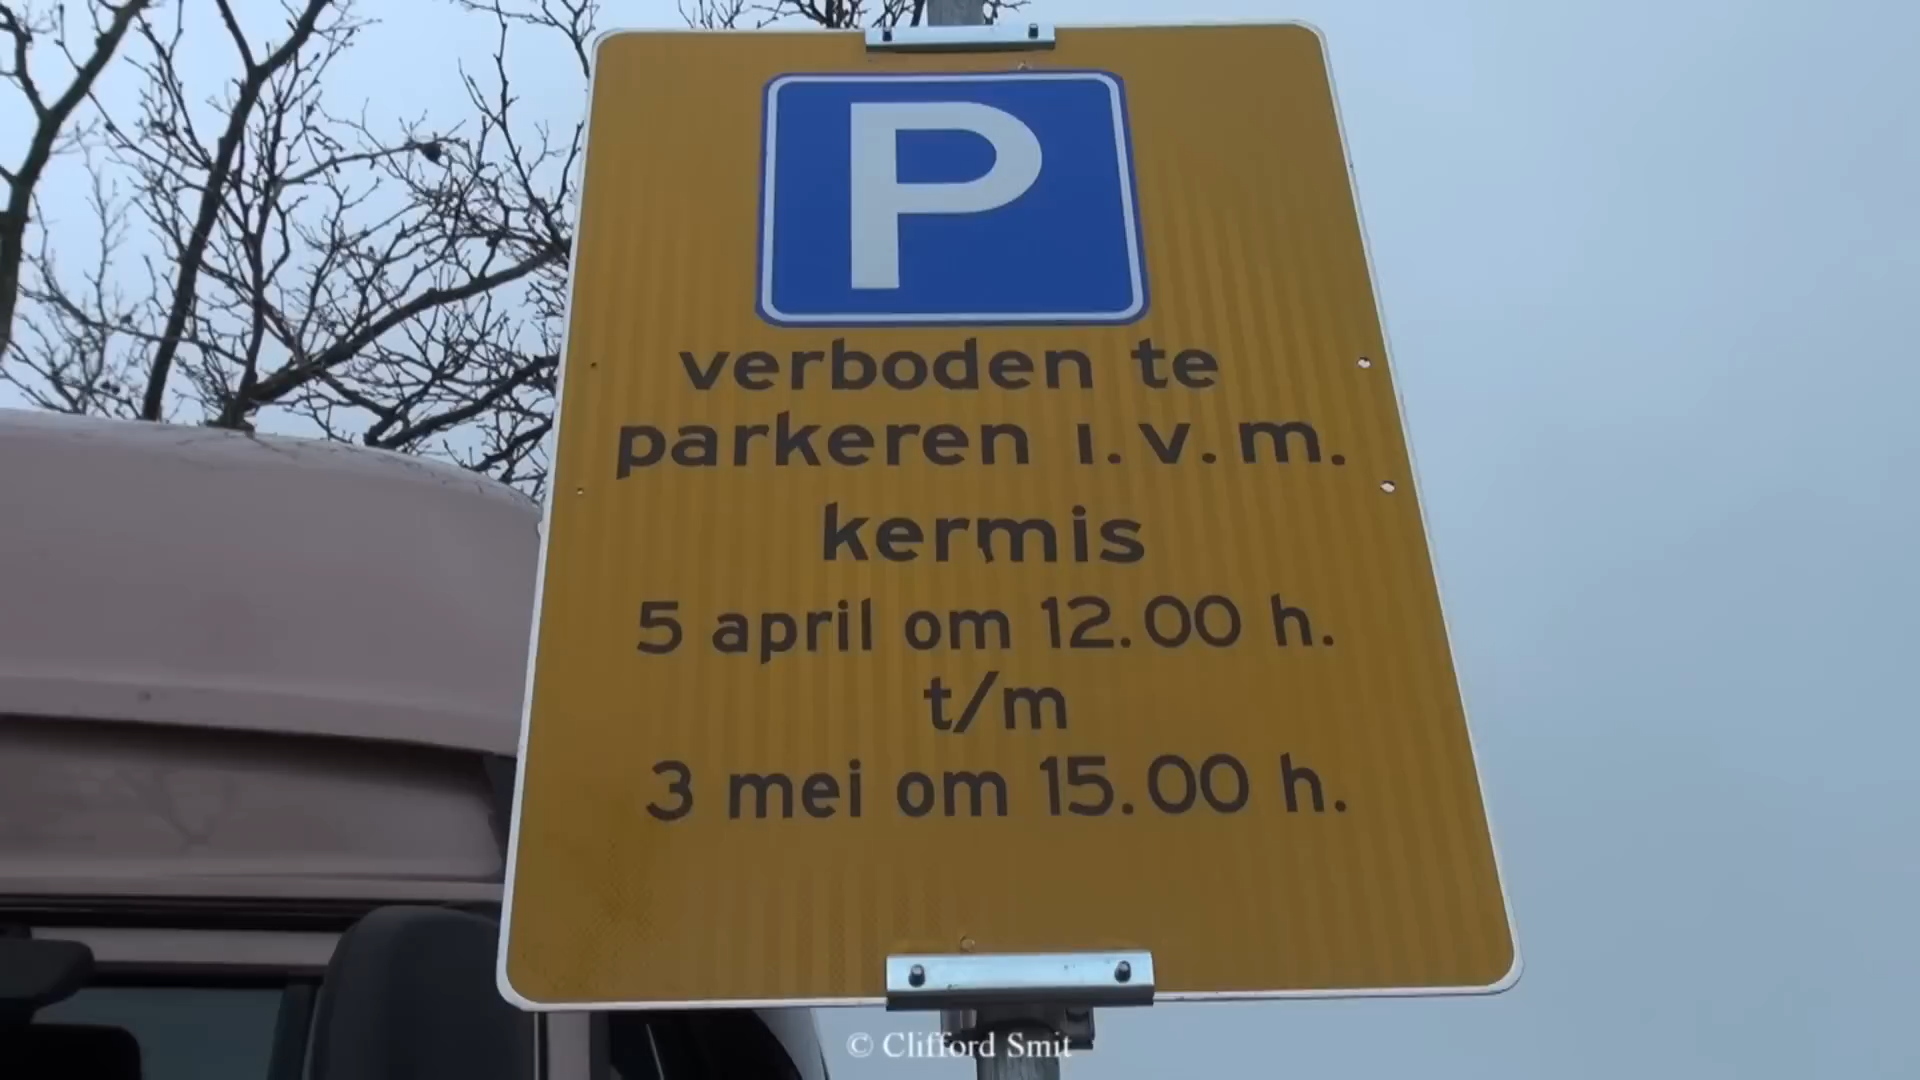 P
verboden te
parkeren i.v.m.
kermis
5 april om 12.00 h.
t/m
3 mei om 15.00 h.
© Clifford Smit